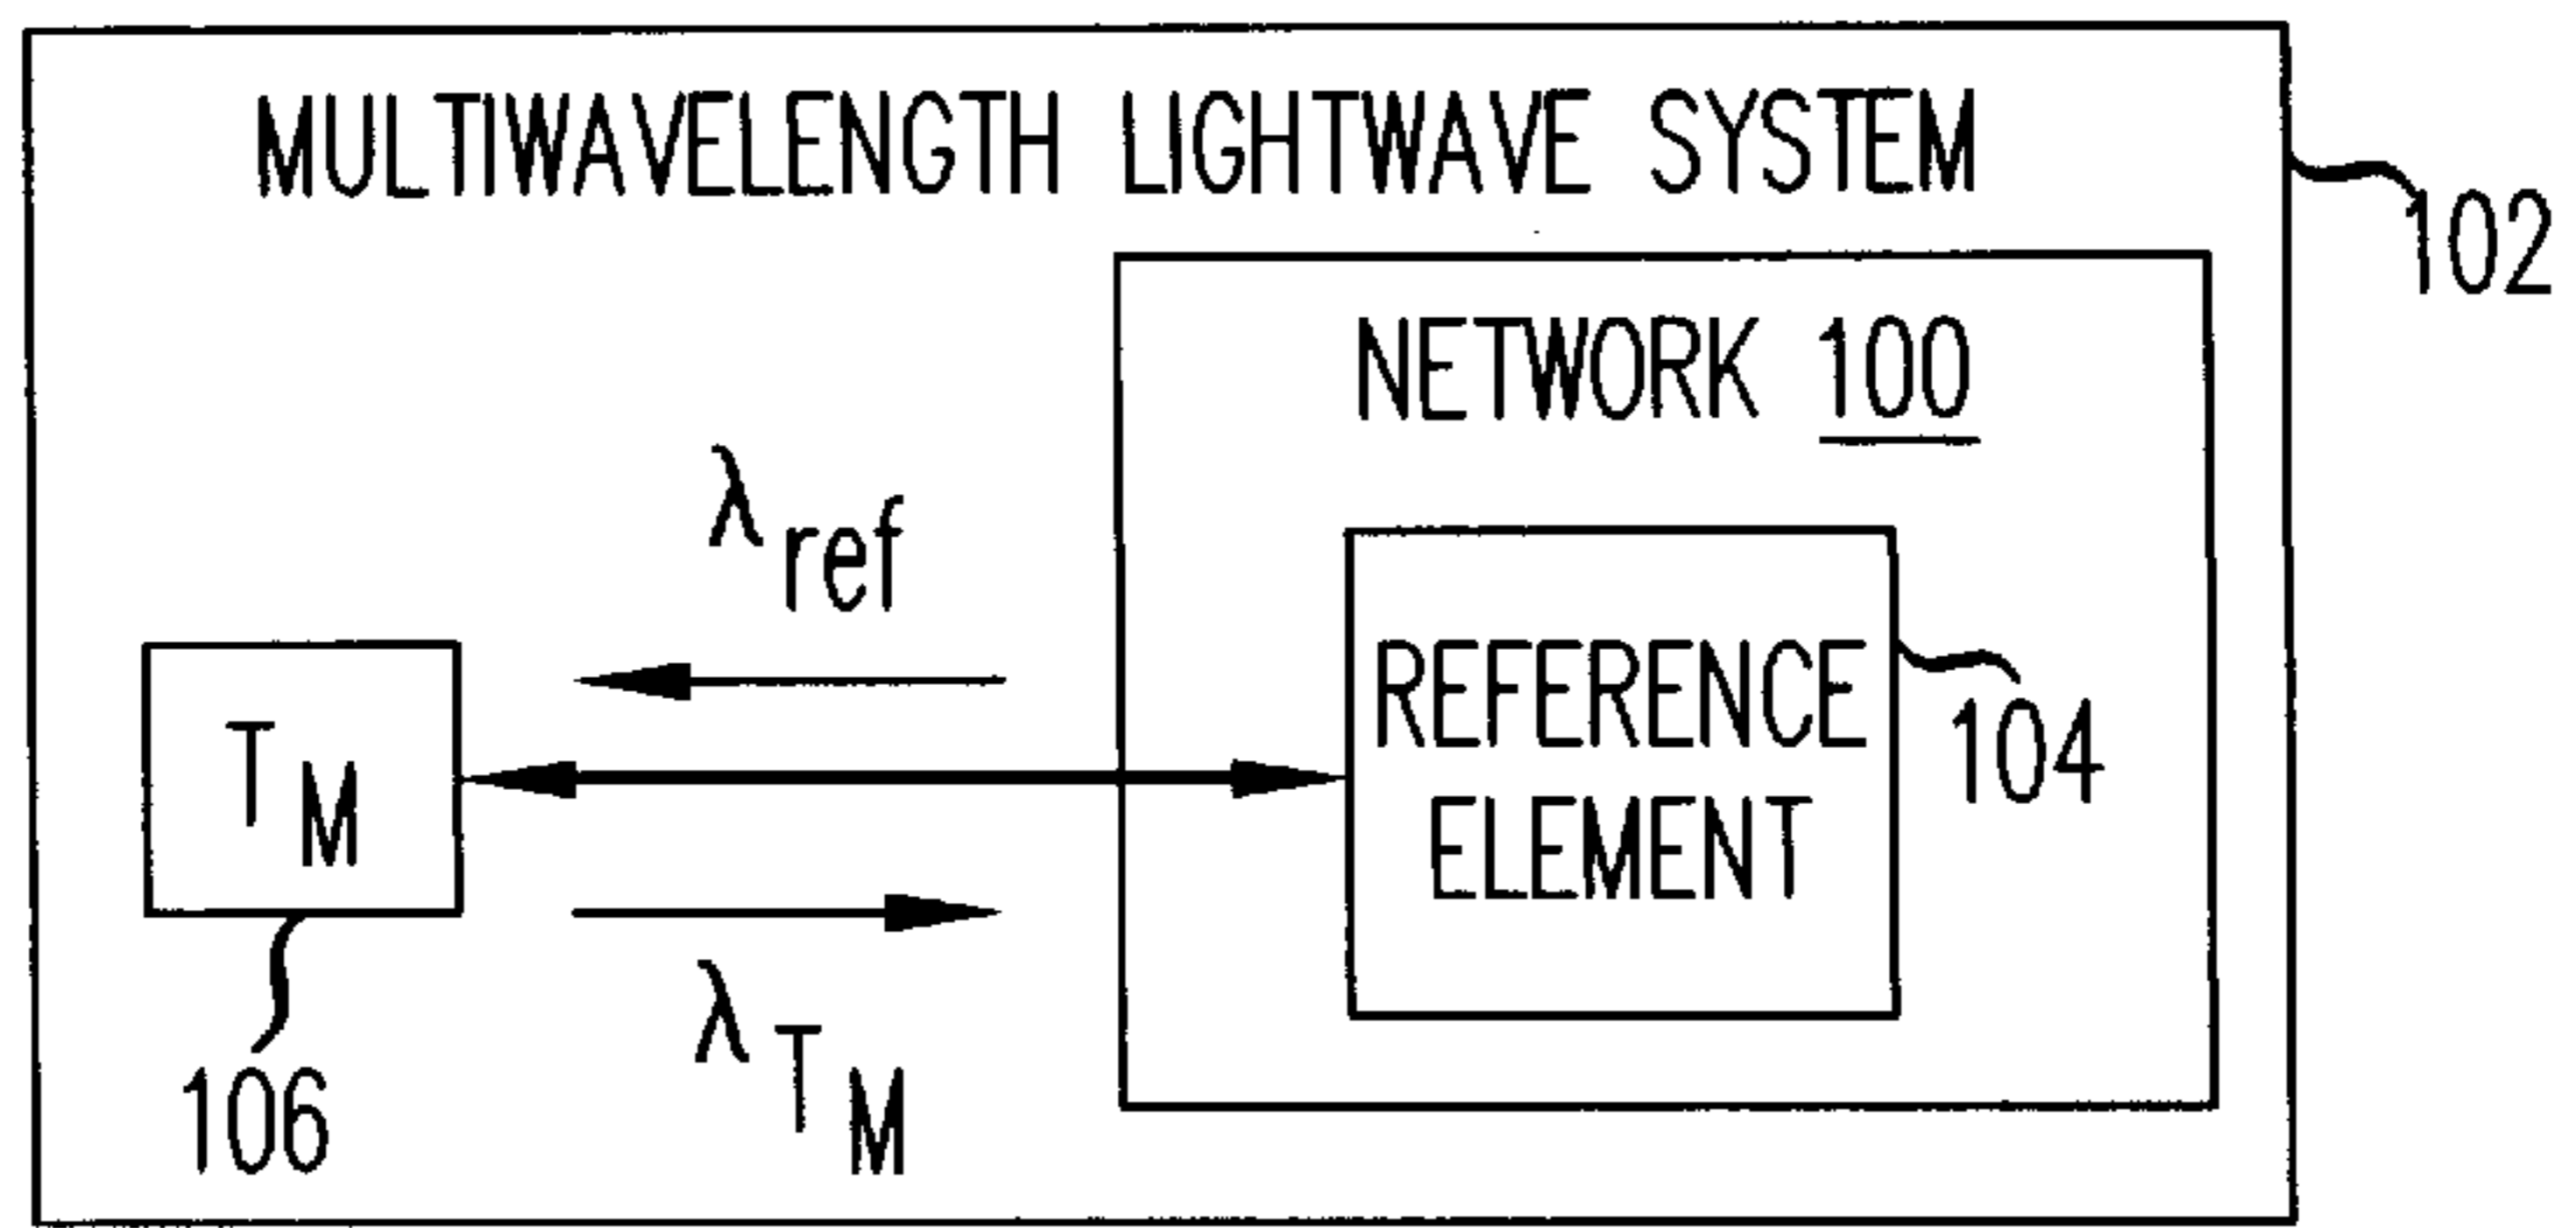 MULTIWAVELENGTH LIGHTWAVE SYSTEM
102
NETWORK 100
λref
REFERENCE
ELEMENT
104
TM
λTM
106